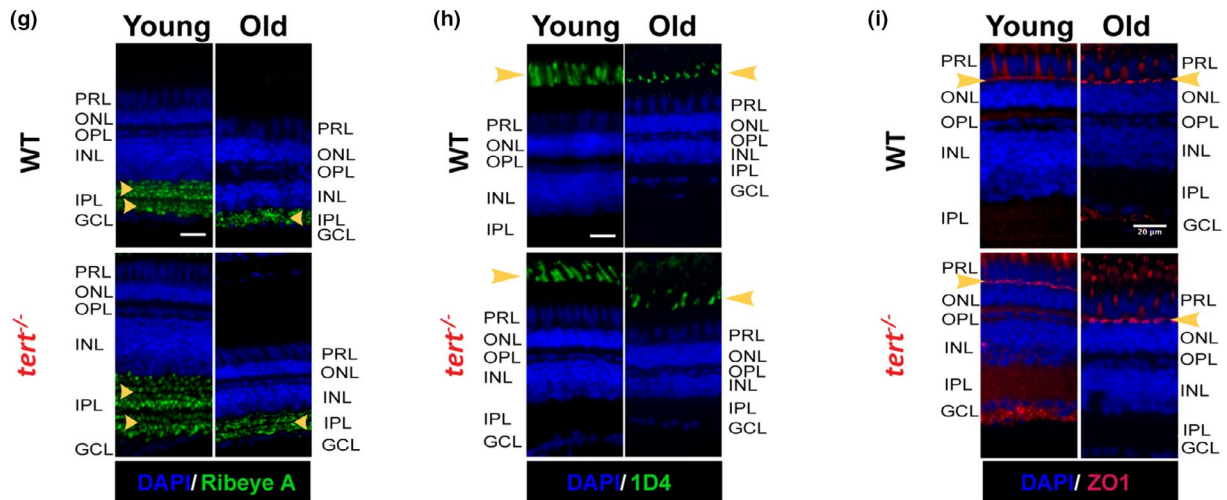 (g)
Young Old
WT
PRL
ONL
OPL
INL
IPL
GCL
PRL
ONL
OPL
INL
IPL
GCL
tert-/-
PRL
ONL
OPL
INL
IPL
GCL
PRL
ONL
INL
IPL
GCL
DAPI/Ribeye A
(h)
Young Old
WT
PRL
ONL
OPL
INL
IPL
PRL
ONL
OPL
INL
IPL
GCL
tert-/-
PRL
ONL
OPL
INL
IPL
GCL
PRL
ONL
OPL
INL
IPL
GCL
DAPI/ 1D4
(i)
Young Old
WT
PRL
ONL
OPL
INL
IPL
PRL
ONL
OPL
INL
IPL
GCL
20 µm
tert-/-
PRL
ONL
OPL
INL
IPL
GCL
PRL
ONL
OPL
INL
IPL
GCL
DAPI/ ZO1